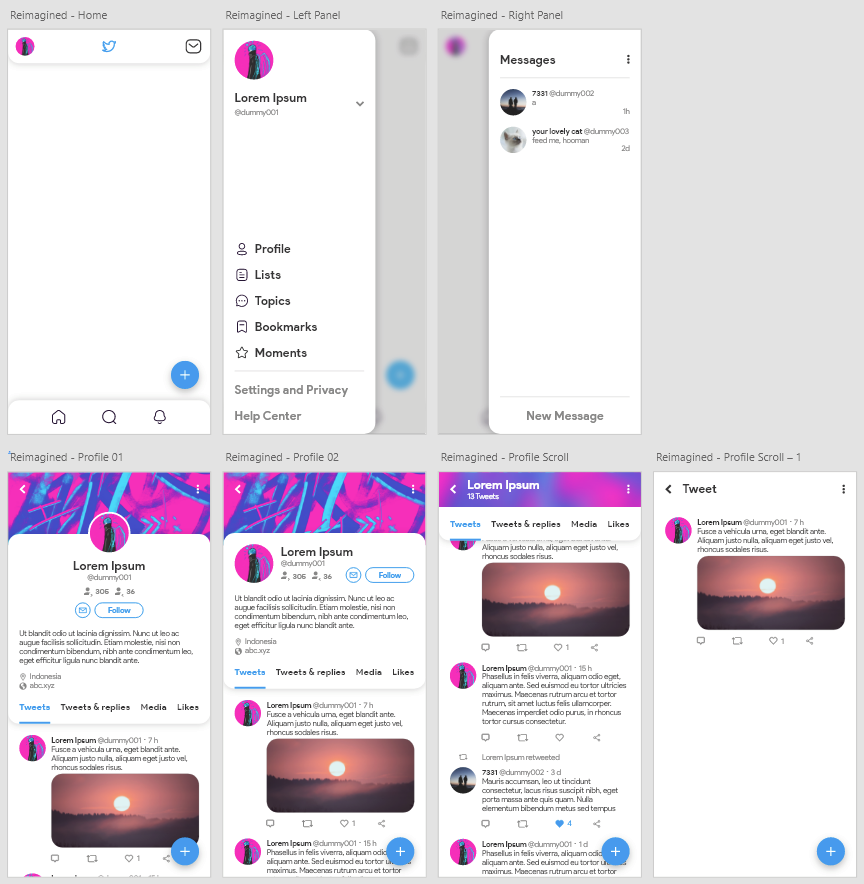 Reimagined - Home
Reimagined - Left Panel
Reimagined - Right Panel
Lorem Ipsum
@dummy001
Profile
Lists
Topics
Bookmarks
Moments
Settings and Privacy
Help Center
Messages
7331 @dummy002
a
1h
your lovely cat @dummy003
feed me, hooman
2d
New Message
Reimagined - Profile 01
Reimagined - Profile 02
Reimagined - Profile Scroll
Reimagined - Profile Scroll – 1
Lorem Ipsum
@dummy001
305 36
Follow
Ut blandit odio ut lacinia dignissim. Nunc ut leo ac
augue facilisis sollicitudin. Etiam molestie, nisi non
condimentum bibendum, nibh ante condimentum leo,
eget efficitur ligula nunc blandit ante.
Indonesia
abc.xyz
Tweets Tweets & replies Media Likes
Lorem Ipsum @dummy001 · 7 h
Fusce a vehicula urna, eget blandit ante.
Aliquam justo nulla, aliquam eget justo vel,
rhoncus sodales risus.
1
Lorem Ipsum
@dummy001
305 36
Follow
Ut blandit odio ut lacinia dignissim. Nunc ut leo ac
augue facilisis sollicitudin. Etiam molestie, nisi non
condimentum bibendum, nibh ante condimentum leo,
eget efficitur ligula nunc blandit ante.
Indonesia
abc.xyz
Tweets Tweets & replies Media Likes
Lorem Ipsum @dummy001 · 7 h
Fusce a vehicula urna, eget blandit ante.
Aliquam justo nulla, aliquam eget justo vel,
rhoncus sodales risus.
1
Lorem Ipsum @dummy001 · 15 h
Phasellus in felis viverra, aliquam odio
aliquam ante. Sed euismod eu tortor
maximus. Maecenas rutrum arcu et
Lorem Ipsum
13 Tweets
Tweets Tweets & replies Media Likes
Aliquam justo nulla, aliquam eget justo vel,
rhoncus sodales risus.
1
Lorem Ipsum @dummy001 · 15 h
Phasellus in felis viverra, aliquam odio eget,
aliquam ante. Sed euismod eu tortor ultricies
maximus. Maecenas rutrum arcu et tortor
rutrum, sit amet luctus felis ullamcorper.
Maecenas imperdiet odio purus, in rhoncus
tortor cursus consectetur.
Lorem Ipsum retweeted
7331 @dummy002 · 3 d
Mauris accumsan, leo ut tincidunt
consectetur, lacus risus suscipit nibh, eget
porta massa ante quis quam. Nulla
elementum bibendum metus sed tempus
4
Lorem Ipsum @dummy001 · 1 d
Phasellus in felis viverra, aliquam odio
aliquam ante. Sed euismod eu tortor
maximus. Maecenas rutrum arcu et
Tweet
Lorem Ipsum @dummy001 · 7 h
Fusce a vehicula urna, eget blandit ante.
Aliquam justo nulla, aliquam eget justo vel,
rhoncus sodales risus.
1